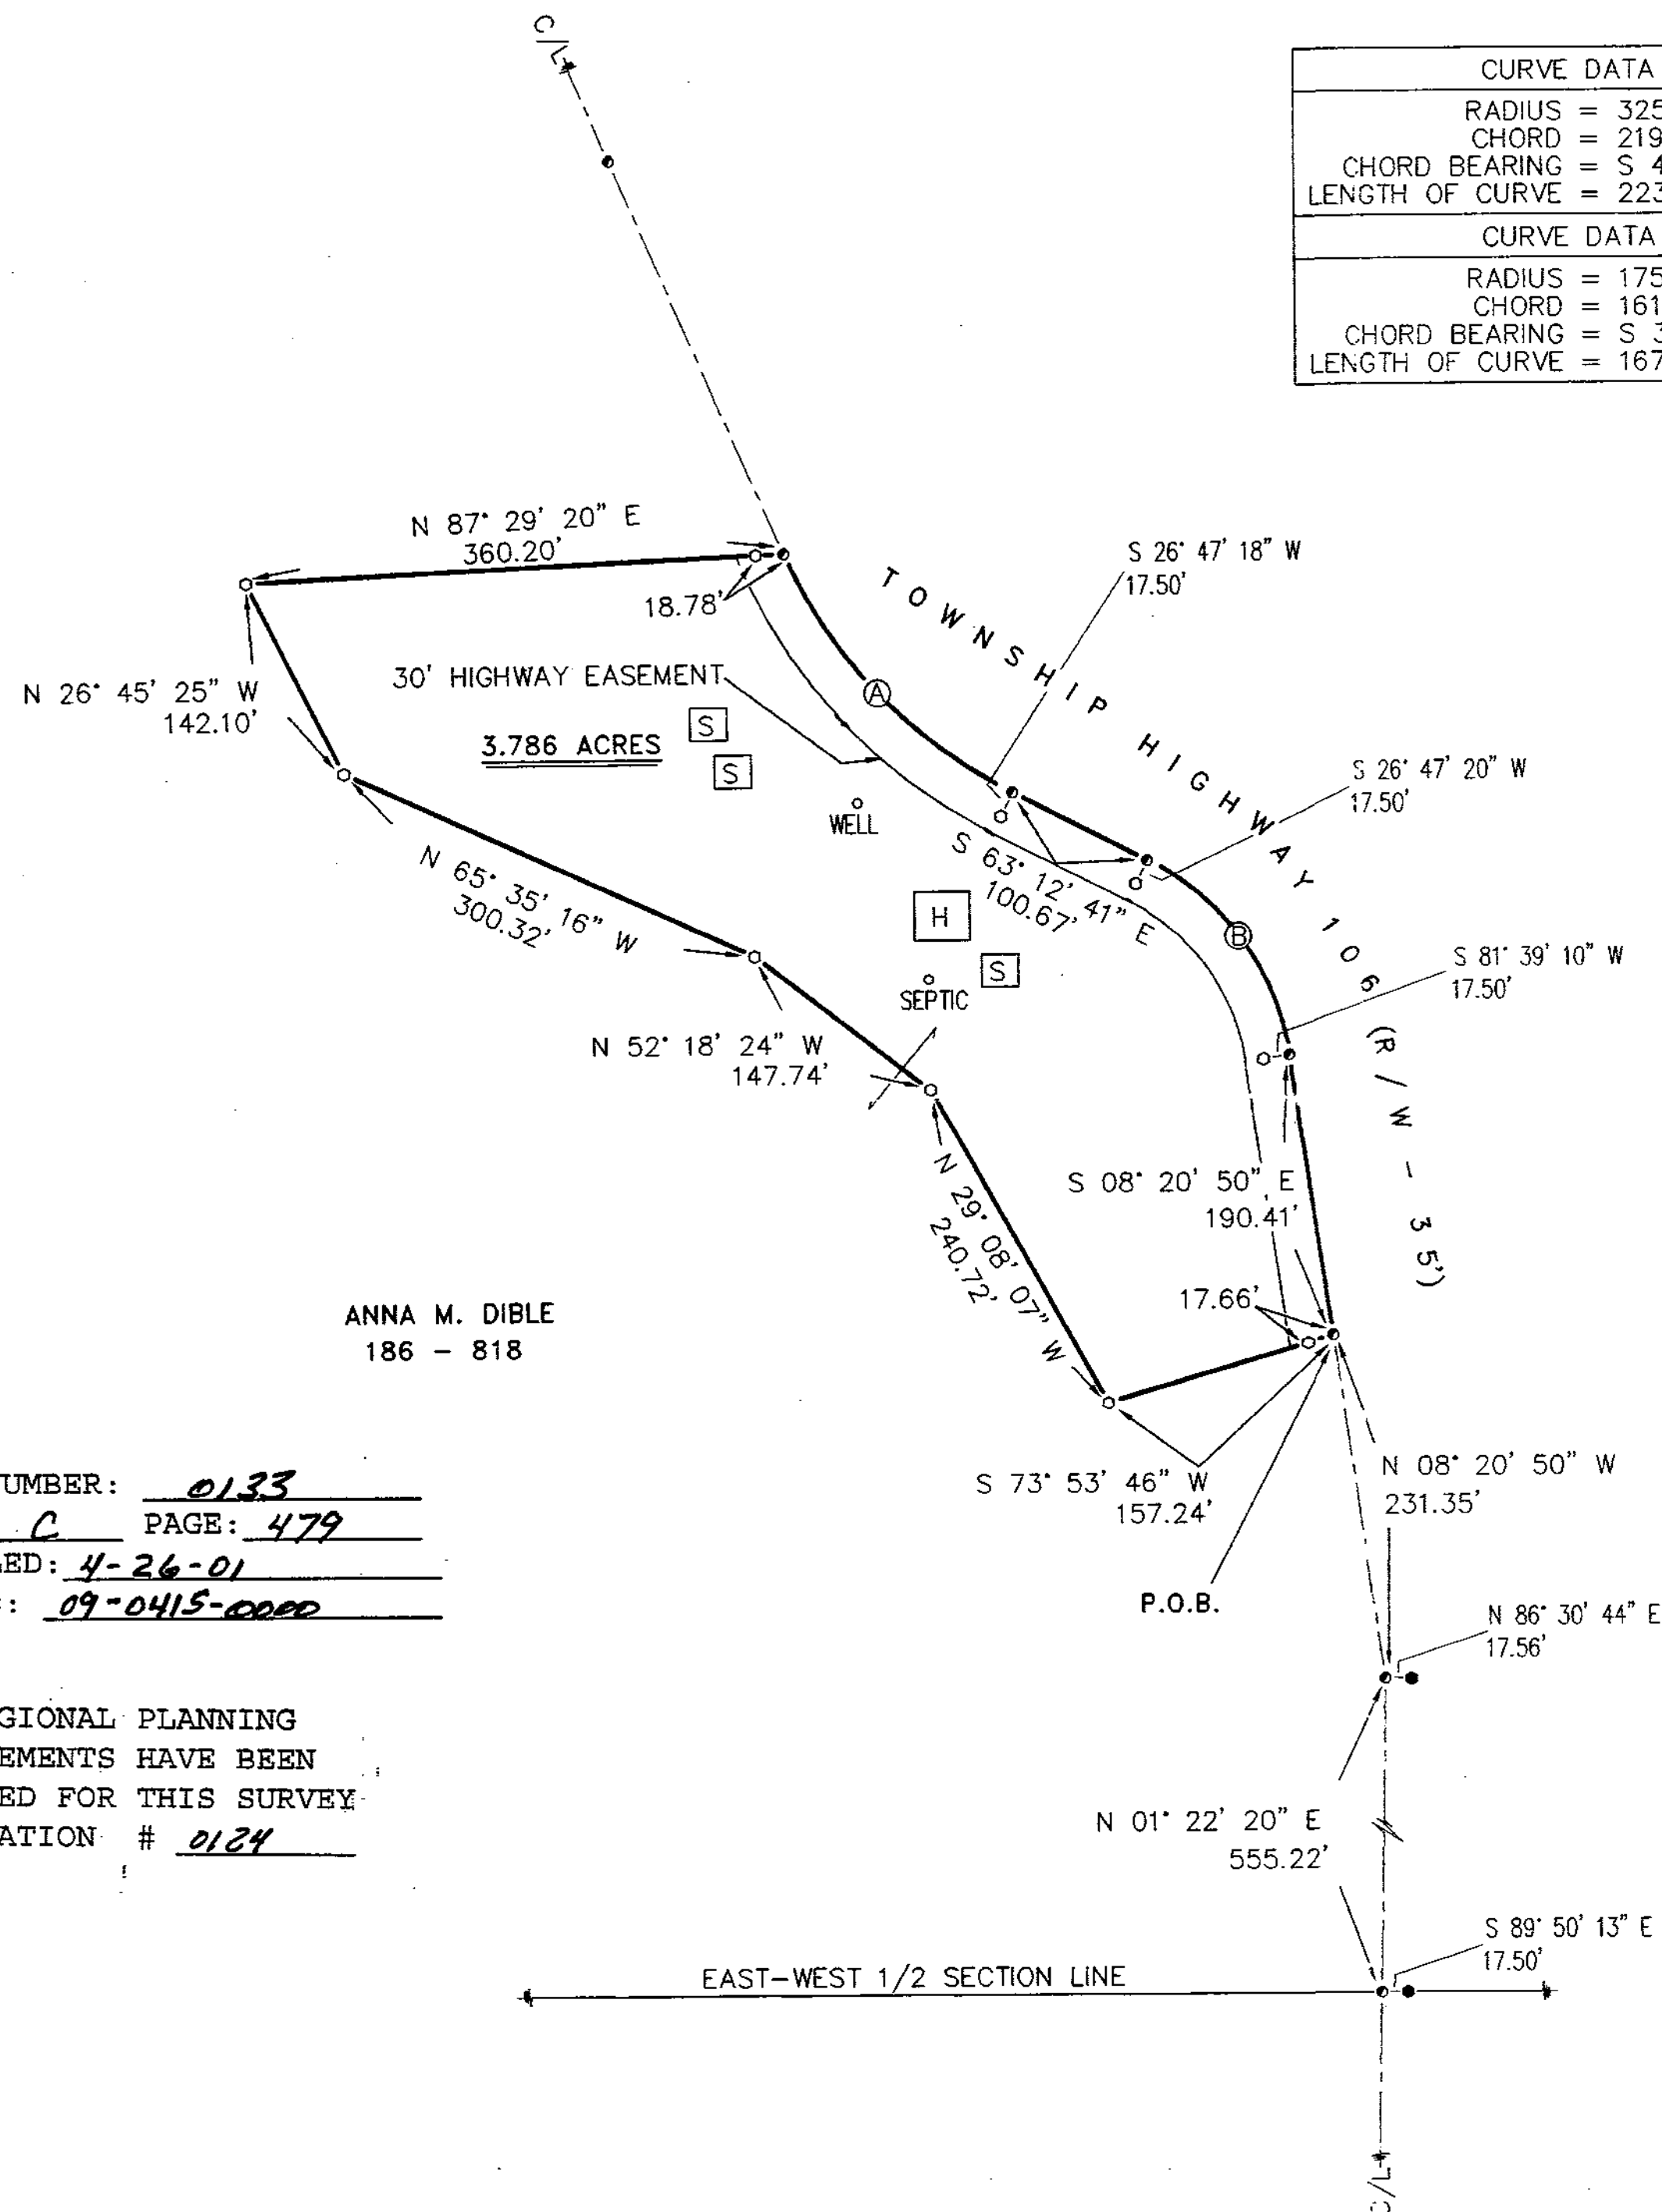 C/L
CURVE DATA
RADIUS = 325
CHORD = 219
CHORD BEARING = S 4
LENGTH OF CURVE = 223
CURVE DATA
RADIUS = 175
CHORD = 161
CHORD BEARING = S 3
LENGTH OF CURVE = 167
N 87° 29' 20" E
360.20'
18.78'
S 26° 47' 18" W
17.50'
TOWNSHIP HIGHWAY 106 (R/W - 35')
N 26° 45' 25" W
142.10'
30' HIGHWAY EASEMENT
A
S
3.786 ACRES
S
WELL
S 26° 47' 20" W
17.50'
S 63° 12' 41" E
100.67'
N 65° 35' 16" W
300.32'
H
B
S
SEPTIC
S 81° 39' 10" W
17.50'
N 52° 18' 24" W
147.74'
S 08° 20' 50" E
190.41'
N 29° 08' 07" W
240.72'
17.66'
ANNA M. DIBLE
186 - 818
S 73° 53' 46" W
157.24'
N 08° 20' 50" W
231.35'
P.O.B.
UMBER: 0133
C PAGE: 479
ED: 4-26-01
: 09-0415-0000
N 86° 30' 44" E
17.56'
GIONAL PLANNING
EMENTS HAVE BEEN
ED FOR THIS SURVEY
ATION # 0124
N 01° 22' 20" E
555.22'
S 89° 50' 13" E
17.50'
EAST-WEST 1/2 SECTION LINE
C/L